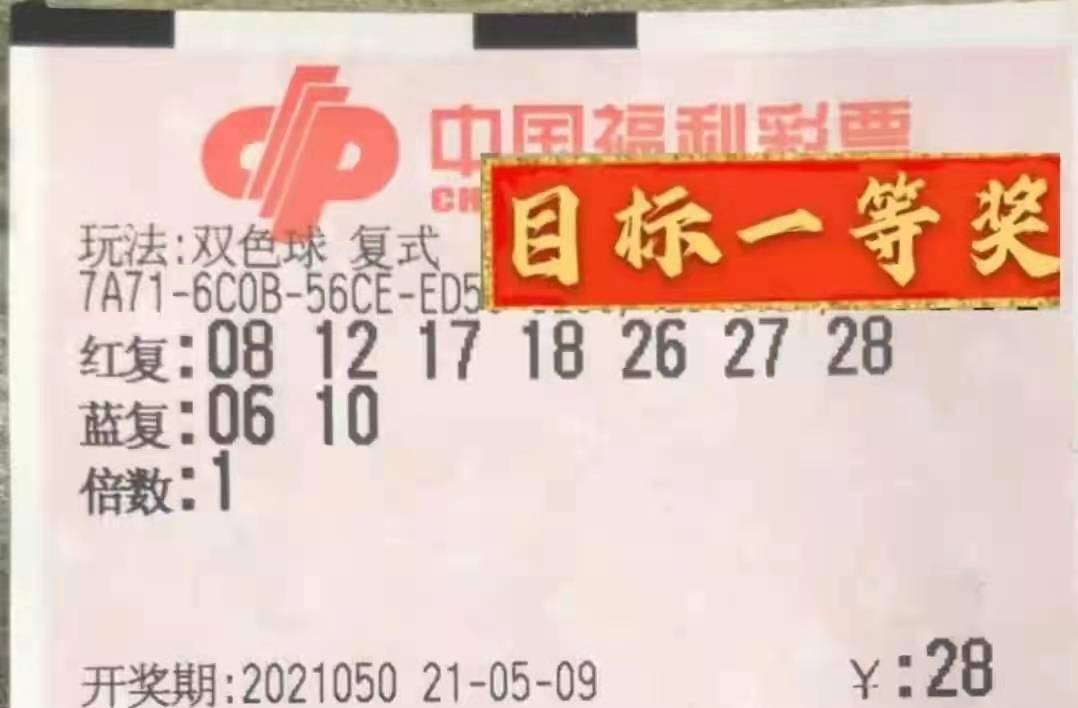 中国福利彩票
目标一等奖
玩法:双色球 复式
7A71-6C0B-56CE-ED5
红复:08 12 17 18 26 27 28
蓝复:06 10
倍数:1
开奖期:2021050 21-05-09 ¥:28